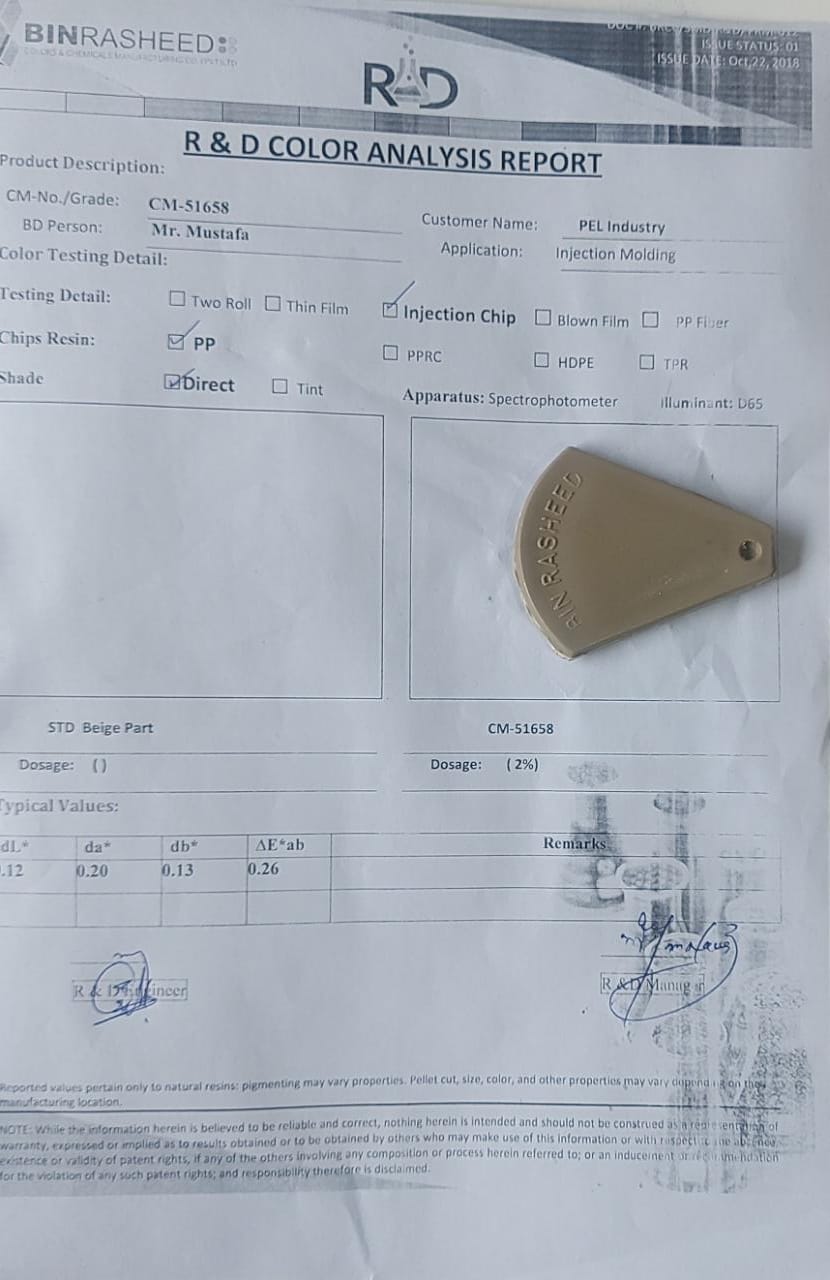 BINRASHEED
COLORS & CHEMICALS MANUFACTURING CO. (PVT) LTD
ISSUE STATUS: 01
ISSUE DATE: Oct,22, 2018
R&D
R & D COLOR ANALYSIS REPORT
Product Description:
CM-No./Grade: CM-51658
BD Person: Mr. Mustafa
Customer Name: PEL Industry
Application: Injection Molding
Color Testing Detail:
Testing Detail: Two Roll Thin Film Injection Chip Blown Film PP Fiber
Chips Resin: PP PPRC HDPE TPR
Shade Direct Tint Apparatus: Spectrophotometer illuminant: D65
BIN RASHEED
STD Beige Part CM-51658
Dosage: () Dosage: (2%)
Typical Values:
dL* da* db* ΔE*ab Remarks
.12 0.20 0.13 0.26
R & D Engineer R & D Manager
Reported values pertain only to natural resins: pigmenting may vary properties. Pellet cut, size, color, and other properties may vary depending on the
manufacturing location.
NOTE: While the information herein is believed to be reliable and correct, nothing herein is intended and should not be construed as a representation of
warranty, expressed or implied as to results obtained or to be obtained by others who may make use of this information or with respect to the absence,
existence or validity of patent rights, if any of the others involving any composition or process herein referred to; or an inducement or recommendation
for the violation of any such patent rights; and responsibility therefore is disclaimed.